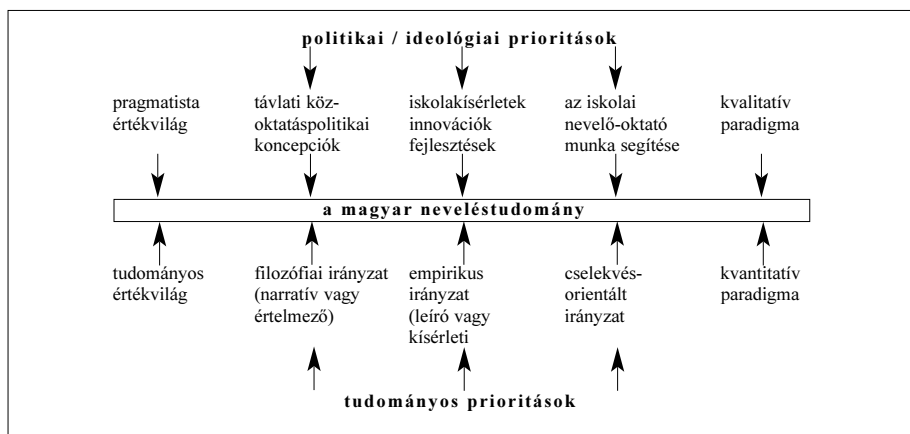 politikai / ideológiai prioritások
pragmatista
értékvilág
távlati köz-
oktatáspolitikai
koncepciók
iskolakísérletek
innovációk
fejlesztések
az iskolai
nevelő-oktató
munka segítése
kvalitatív
paradigma
a magyar neveléstudomány
tudományos
értékvilág
filozófiai irányzat
(narratív vagy
értelmező)
empirikus
irányzat
(leíró vagy
kísérleti
cselekvés-
orientált
irányzat
kvantitatív
paradigma
tudományos prioritások